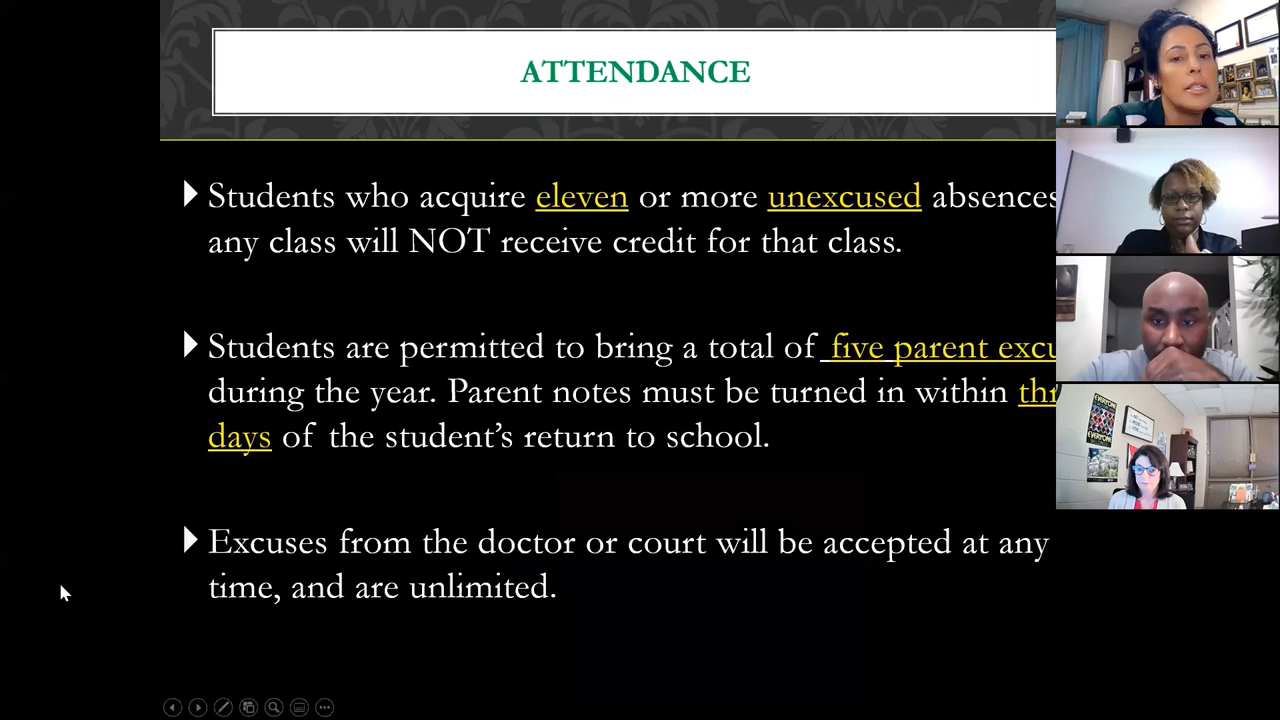 ATTENDANCE
Students who acquire eleven or more unexcused absences
any class will NOT receive credit for that class.
Students are permitted to bring a total of five parent
during the year. Parent notes must be turned in within
days of the student’s return to school.
Excuses from the doctor or court will be accepted at any
time, and are unlimited.
EVERYONE
EVERYONE